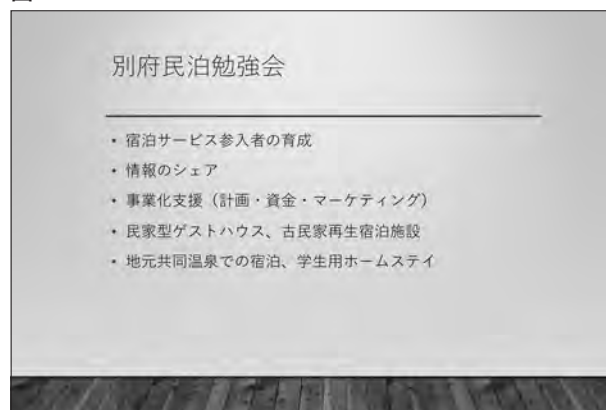 別府民泊勉強会
• 宿泊サービス参入者の育成
• 情報のシェア
• 事業化支援（計画・資金・マーケティング）
• 民家型ゲストハウス、古民家再生宿泊施設
• 地元共同温泉での宿泊、学生用ホームステイ